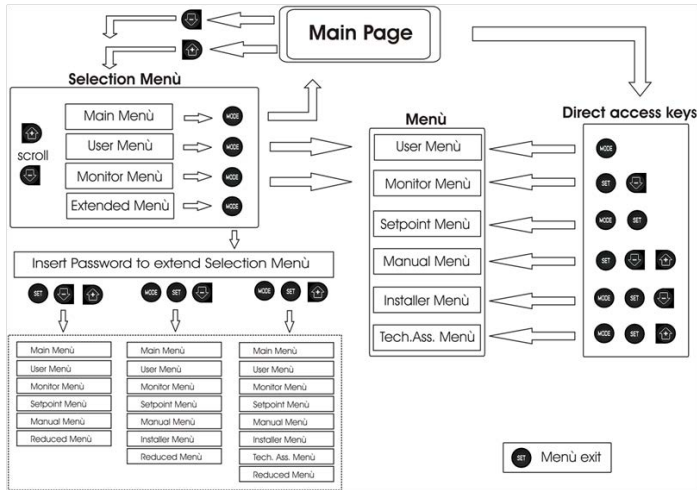 Main Page
Selection Menù
Main Menù
MODE
User Menù
MODE
scroll
Monitor Menù
MODE
Extended Menù
MODE
Insert Password to extend Selection Menù
SET
MODE SET
MODE SET
Main Menù
User Menù
Monitor Menù
Setpoint Menù
Manual Menù
Reduced Menù
Main Menù
User Menù
Monitor Menù
Setpoint Menù
Manual Menù
Installer Menù
Reduced Menù
Main Menù
User Menù
Monitor Menù
Setpoint Menù
Manual Menù
Installer Menù
Tech. Ass. Menù
Reduced Menù
Menù
User Menù
Monitor Menù
Setpoint Menù
Manual Menù
Installer Menù
Tech.Ass. Menù
Direct access keys
MODE
SET
MODE SET
SET
MODE SET
MODE SET
SET Menù exit